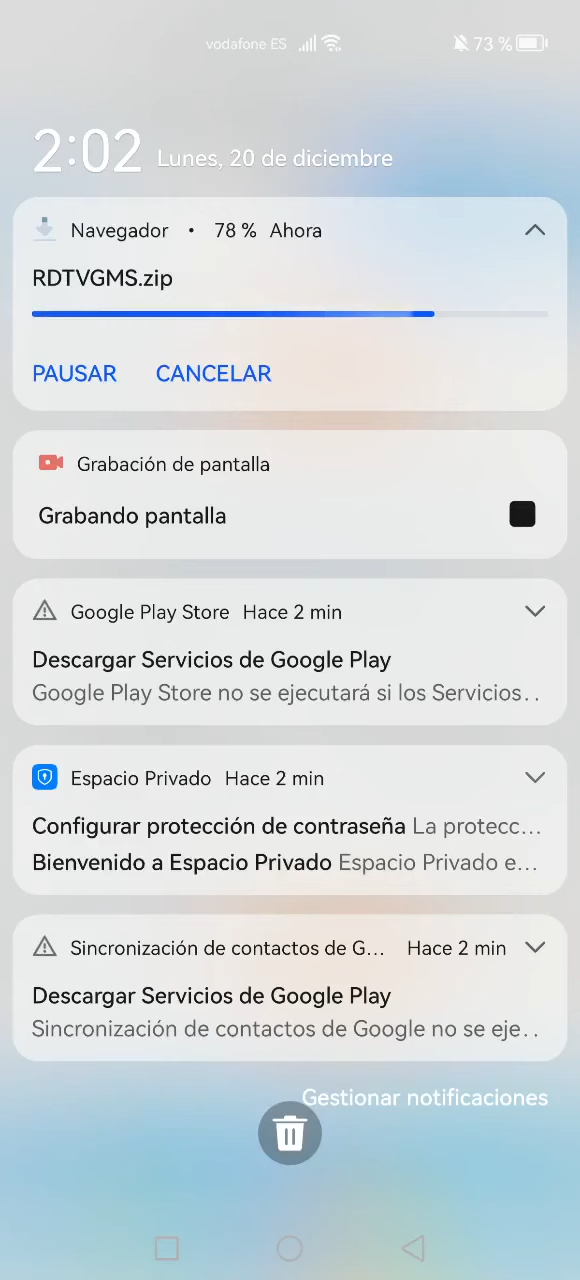 vodafone ES 73 %
2:02 Lunes, 20 de diciembre
Navegador • 78 % Ahora
RDTVGMS.zip
PAUSAR CANCELAR
Grabación de pantalla
Grabando pantalla
Google Play Store Hace 2 min
Descargar Servicios de Google Play
Google Play Store no se ejecutará si los Servicios..
Espacio Privado Hace 2 min
Configurar protección de contraseña La protecc...
Bienvenido a Espacio Privado Espacio Privado e...
Sincronización de contactos de G... Hace 2 min
Descargar Servicios de Google Play
Sincronización de contactos de Google no se eje..
Gestionar notificaciones